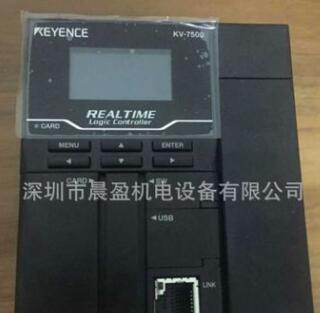 KEYENCE
KV-7500
REALTIME
Logic Controller
CARD
MENU ▲ ENTER
◀ ▼ ▶
深圳市晨盈机电设备有限公司
CARD▶
◀SW
◀USB
LINK